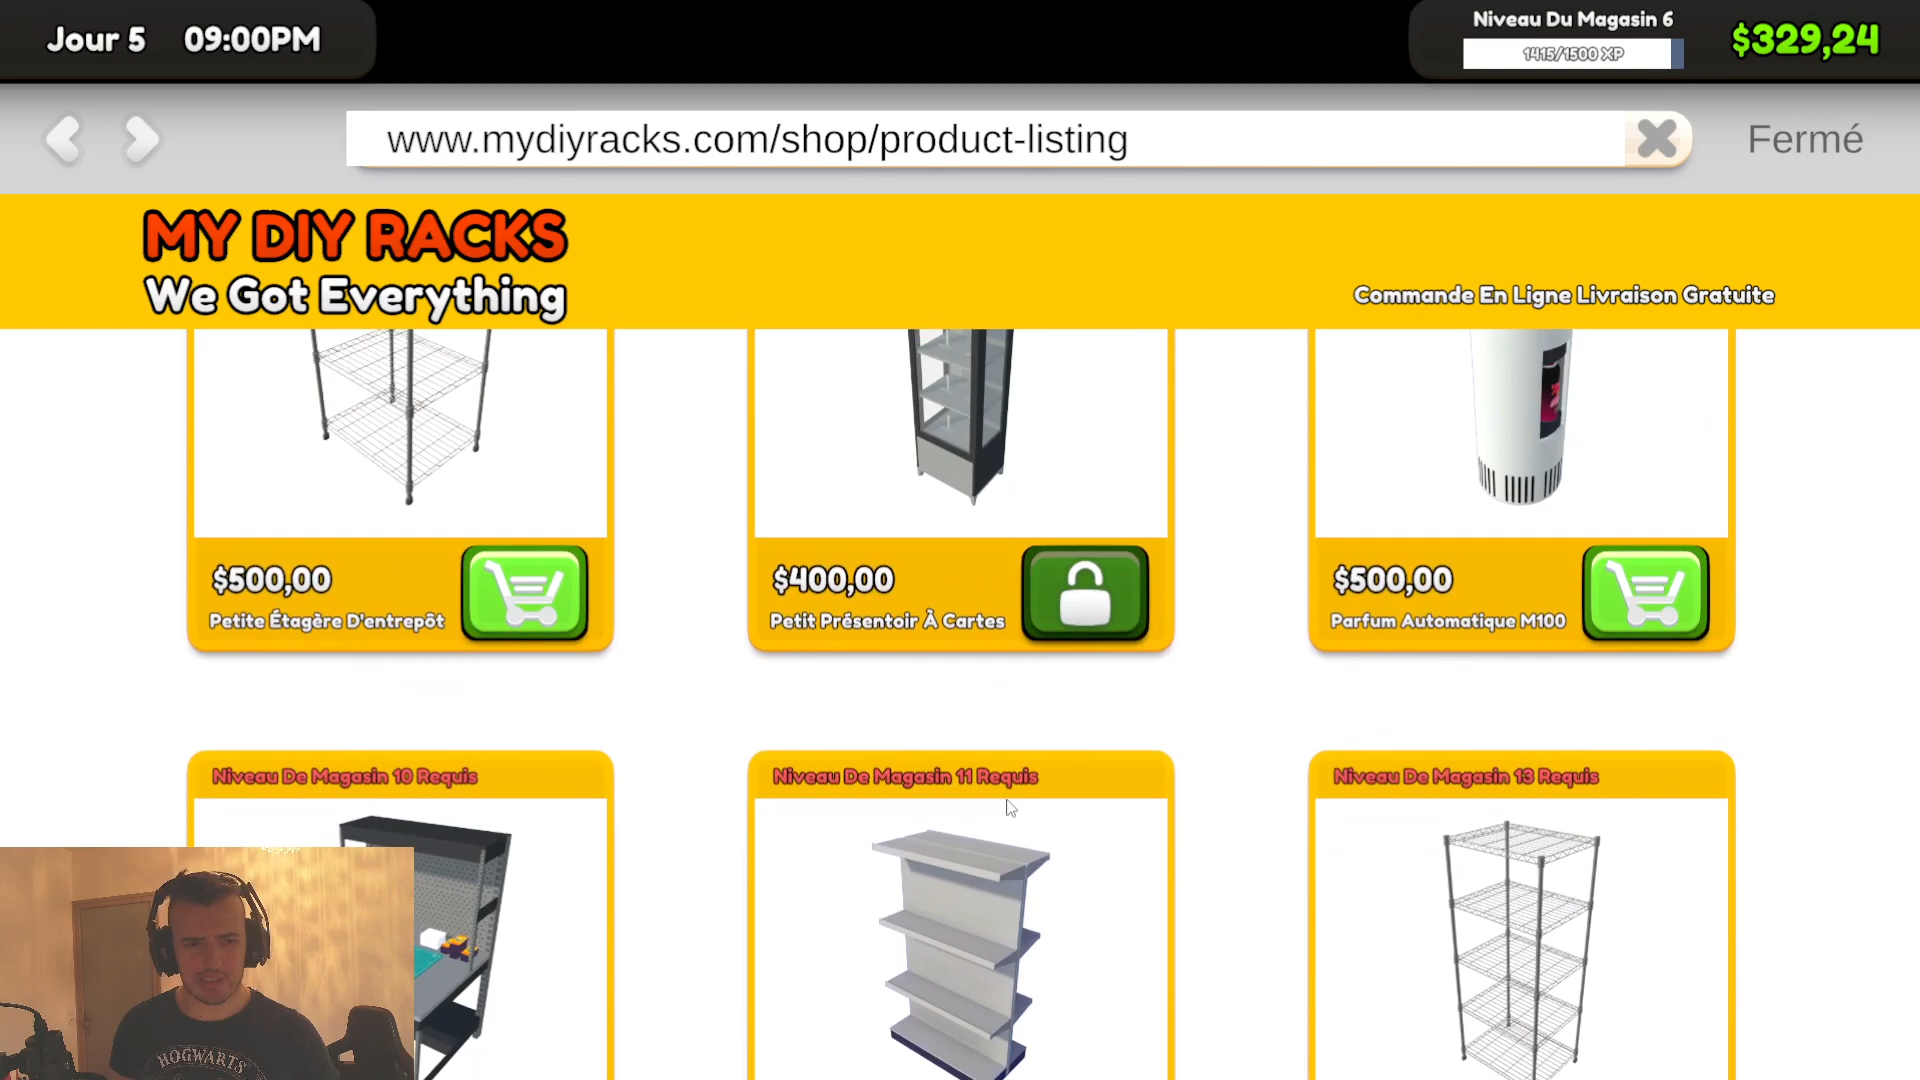 Jour 5 09:00PM
Niveau Du Magasin 6
1415/1500 XP
$329,24
www.mydiyracks.com/shop/product-listing
Fermé
MY DIY RACKS
We Got Everything
Commande En Ligne Livraison Gratuite
$500,00
Petite Étagère D'entrepôt
$400,00
Petit Présentoir À Cartes
$500,00
Parfum Automatique M100
Niveau De Magasin 10 Requis
Niveau De Magasin 11 Requis
Niveau De Magasin 13 Requis
HOGWARTS